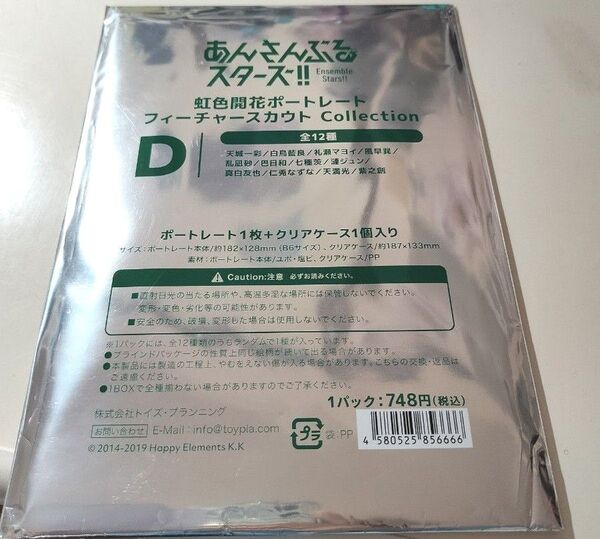 あんさんぶる
スターズ!!
Ensemble
Stars!!
虹色開花ポートレート
フィーチャースカウト Collection
D
全12種
天城一彩/白鳥藍良/礼瀬マヨイ/風早巽/
乱凪砂/巴日和/七種茨/漣ジュン/
真白友也/仁兎なずな/天満光/紫之創
ポートレート1枚+クリアケース1個入り
サイズ:ポートレート本体/約182×128mm(B6サイズ)、クリアケース/約187×133mm
素材:ポートレート本体/ユポ・塩ビ、クリアケース/PP
Caution:注意 必ずお読みください。
■直射日光の当たる場所や、高温多湿な場所には保管しないでください。
変形・変色・劣化等の可能性があります。
■安全のため、破損、変形した場合は使用しないでください。
※1パックには、全12種類のうちランダムで1種が入っています。
●ブラインドパッケージの性質上同じ絵柄が続いて出る場合があります。
●本製品には製造の工程上、やむをえない傷が入る場合があります。こちらの交換・返品は
ご遠慮ください。
●1BOXで全種揃わない場合がありますのでご了承ください。
1パック:748円(税込)
株式会社トイズ・プランニング
お問い合わせ E-Mail:info@toypla.com
© 2014-2019 Happy Elements K.K
プラ 袋:PP
4 580525 856666